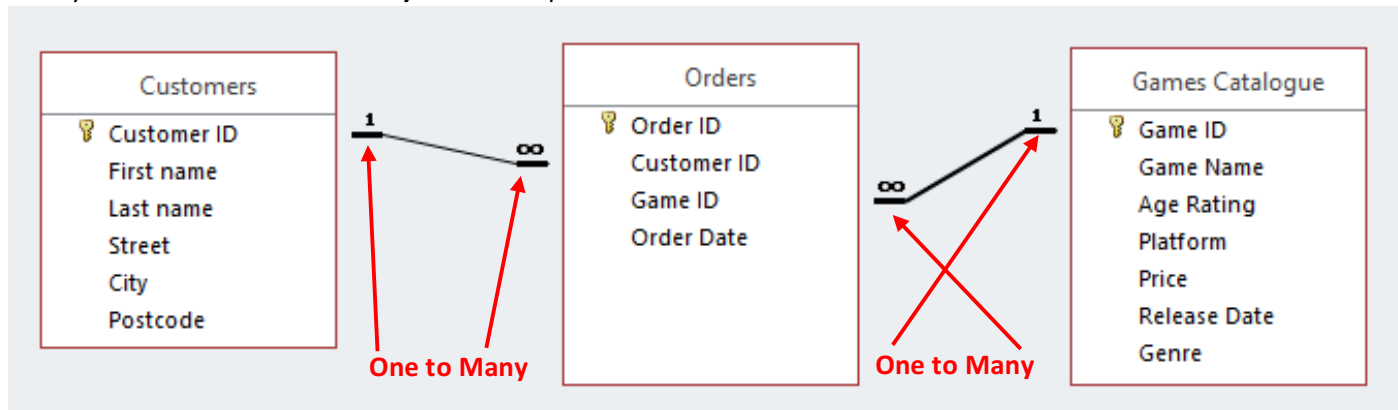 Customers
Customer ID
First name
Last name
Street
City
Postcode
1
∞
One to Many
Orders
Order ID
Customer ID
Game ID
Order Date
∞
1
One to Many
Games Catalogue
Game ID
Game Name
Age Rating
Platform
Price
Release Date
Genre